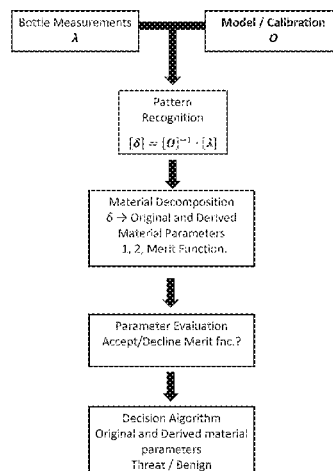 Bottle Measurements
λ
Model / Calibration
O
Pattern
Recognition
{δ} = {O}⁻¹ · {λ}
Material Decomposition
δ → Original and Derived
Material Parameters
1, 2, Merit Function.
Parameter Evaluation
Accept/Decline Merit Fnc.?
Decision Algorithm
Original and Derived material
parameters
Threat / Benign